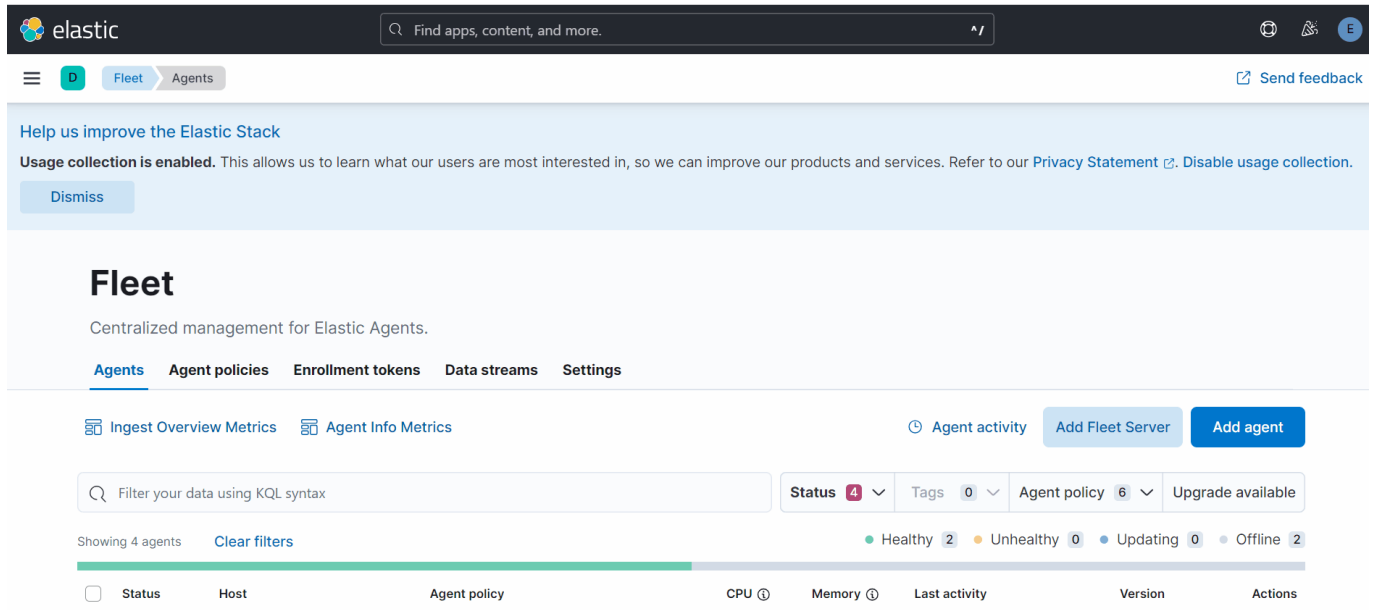 elastic
Find apps, content, and more.
^/
E
D
Fleet
Agents
Send feedback
Help us improve the Elastic Stack
Usage collection is enabled. This allows us to learn what our users are most interested in, so we can improve our products and services. Refer to our Privacy Statement. Disable usage collection.
Dismiss
Fleet
Centralized management for Elastic Agents.
Agents Agent policies Enrollment tokens Data streams Settings
Ingest Overview Metrics Agent Info Metrics Agent activity Add Fleet Server Add agent
Filter your data using KQL syntax Status 4 Tags 0 Agent policy 6 Upgrade available
Showing 4 agents Clear filters Healthy 2 Unhealthy 0 Updating 0 Offline 2
Status Host Agent policy CPU Memory Last activity Version Actions